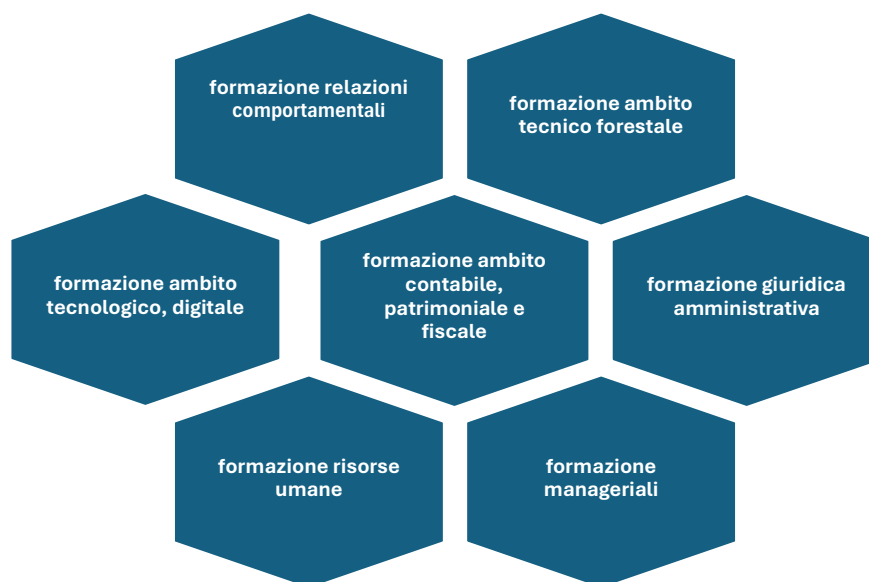 formazione relazioni
comportamentali
formazione ambito
tecnico forestale
formazione ambito
tecnologico, digitale
formazione ambito
contabile,
patrimoniale e
fiscale
formazione giuridica
amministrativa
formazione risorse
umane
formazione
manageriali